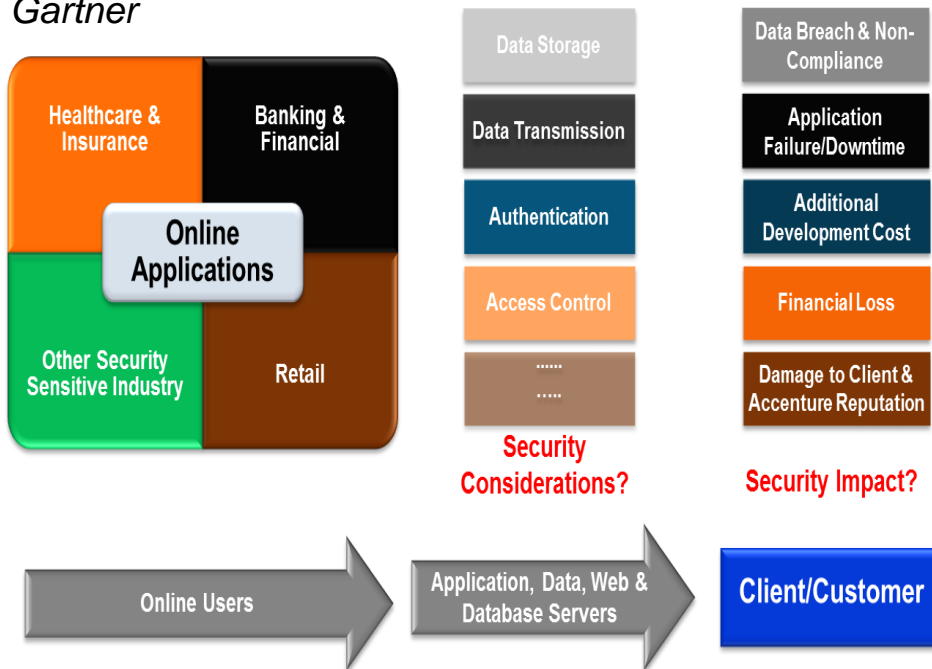 Gartner
Healthcare &
Insurance
Banking &
Financial
Online
Applications
Other Security
Sensitive Industry
Retail
Data Storage
Data Transmission
Authentication
Access Control
......
.....
Security
Considerations?
Data Breach & Non-
Compliance
Application
Failure/Downtime
Additional
Development Cost
Financial Loss
Damage to Client &
Accenture Reputation
Security Impact?
Online Users
Application, Data, Web &
Database Servers
Client/Customer